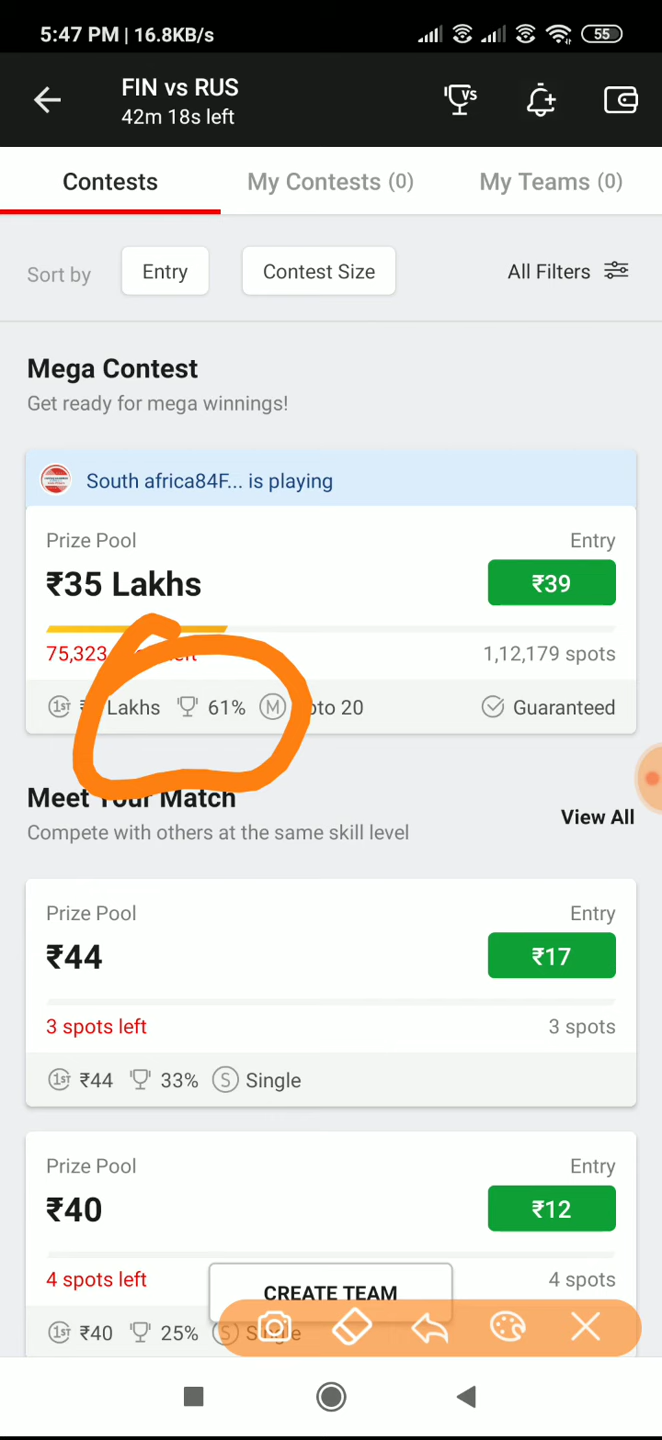 5:47 PM | 16.8KB/s 55
FIN vs RUS
42m 18s left
VS
Contests My Contests (0) My Teams (0)
Sort by Entry Contest Size All Filters
Mega Contest
Get ready for mega winnings!
South africa84F... is playing
Prize Pool Entry
₹35 Lakhs ₹39
75,323 left 1,12,179 spots
1ST Lakhs 61% M 20 Guaranteed
Meet Your Match
Compete with others at the same skill level View All
Prize Pool Entry
₹44 ₹17
3 spots left 3 spots
1ST ₹44 33% S Single
Prize Pool Entry
₹40 ₹12
4 spots left 4 spots
CREATE TEAM
1ST ₹40 25% S Single